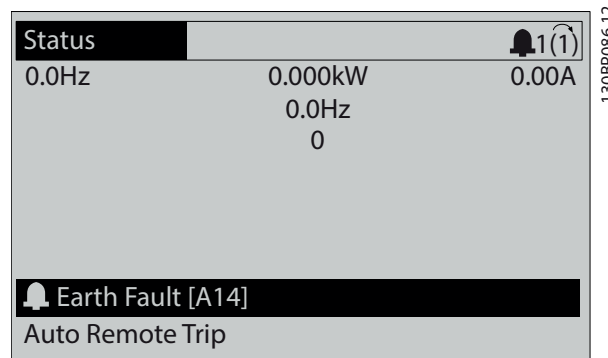 Status 1(1)
0.0Hz 0.000kW 0.00A
0.0Hz
0
Earth Fault [A14]
Auto Remote Trip
130BP086.12